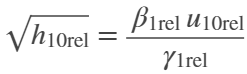 √h₁₀rel = β₁rel u₁₀rel / γ₁rel